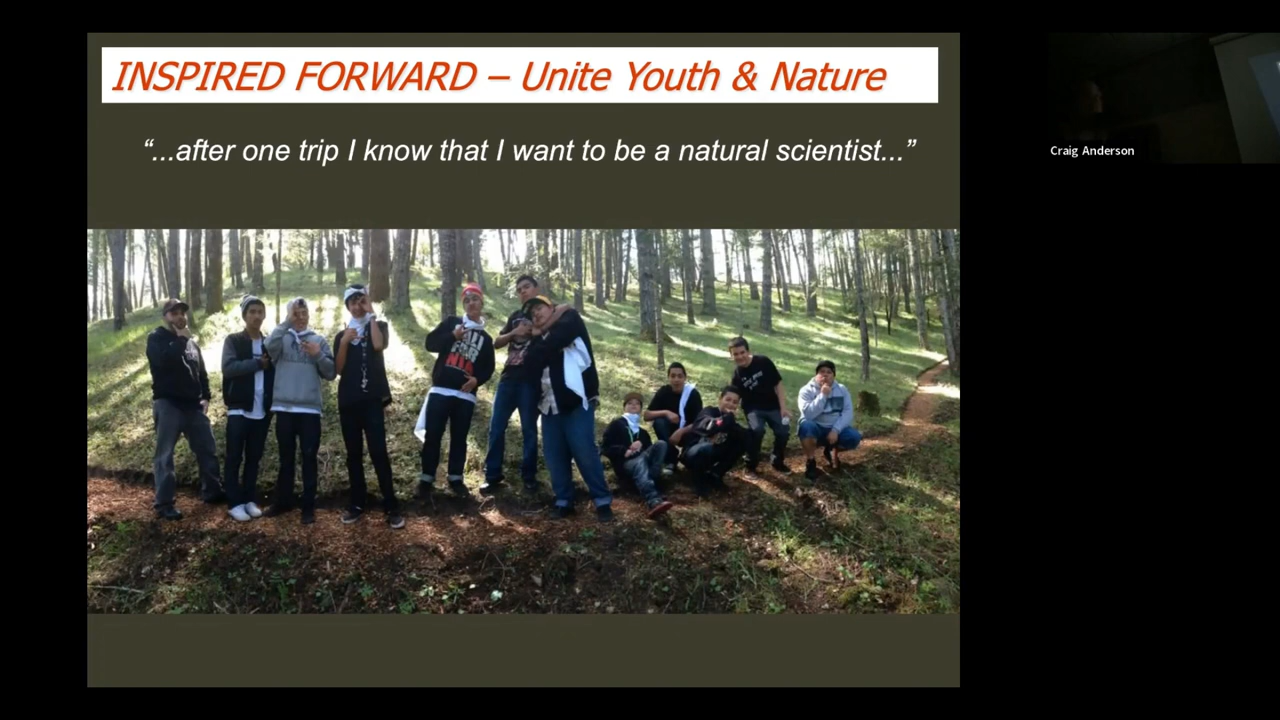 INSPIRED FORWARD – Unite Youth & Nature
“...after one trip I know that I want to be a natural scientist...”
Craig Anderson